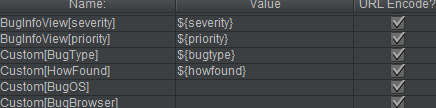 Name: Value URL Encode?
BugInfoView[severity] ${severity}
BugInfoView[priority] ${priority}
Custom[BugType] ${bugtype}
Custom[HowFound] ${howfound}
Custom[BugOS]
Custom[BugBrowser]